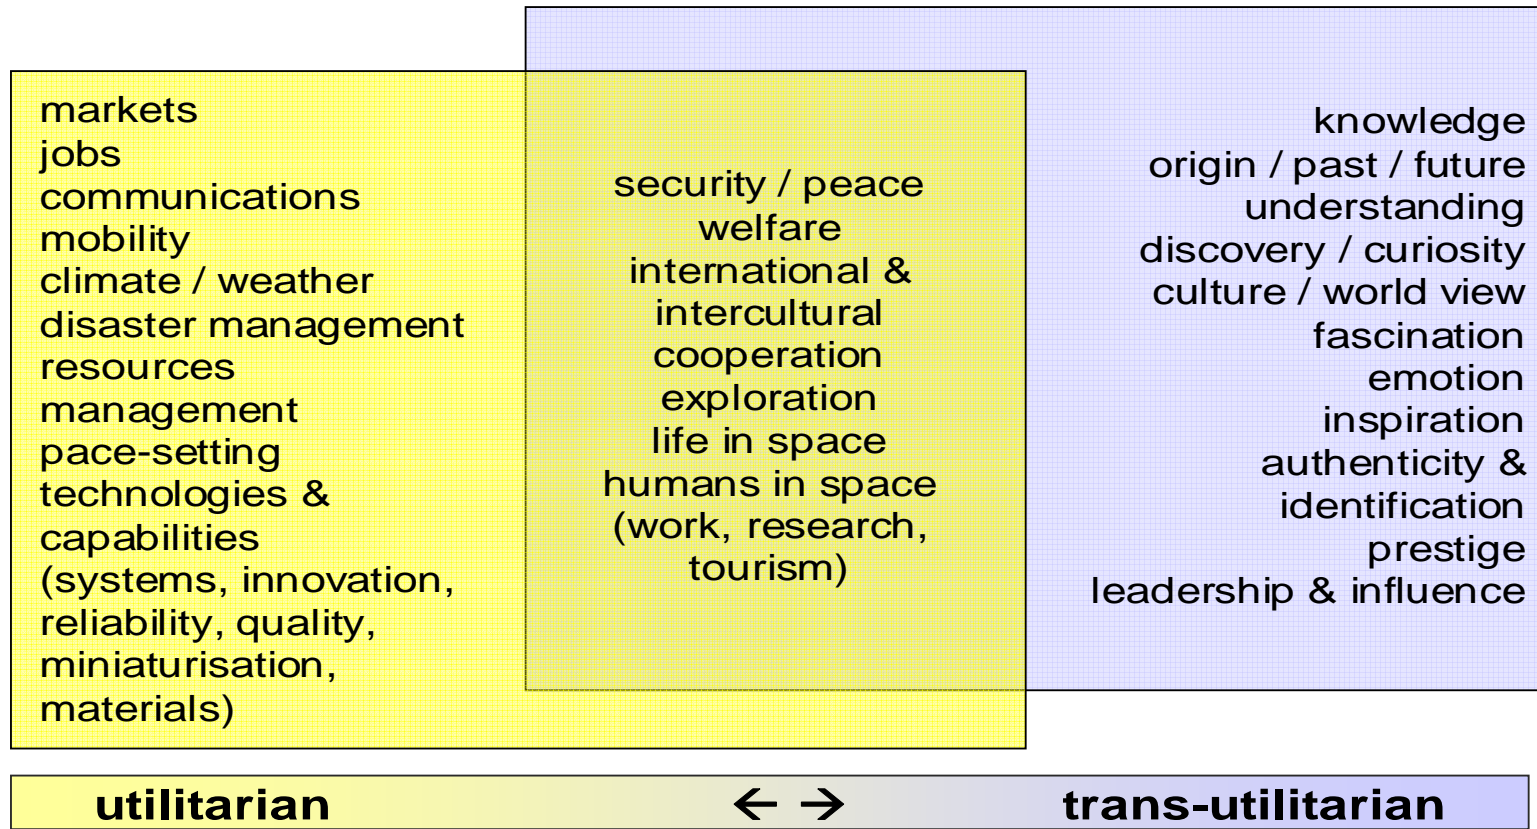 markets
jobs
communications
mobility
climate / weather
disaster management
resources
management
pace-setting
technologies &
capabilities
(systems, innovation,
reliability, quality,
miniaturisation,
materials)
security / peace
welfare
international &
intercultural
cooperation
exploration
life in space
humans in space
(work, research,
tourism)
knowledge
origin / past / future
understanding
discovery / curiosity
culture / world view
fascination
emotion
inspiration
authenticity &
identification
prestige
leadership & influence
utilitarian ← → trans-utilitarian